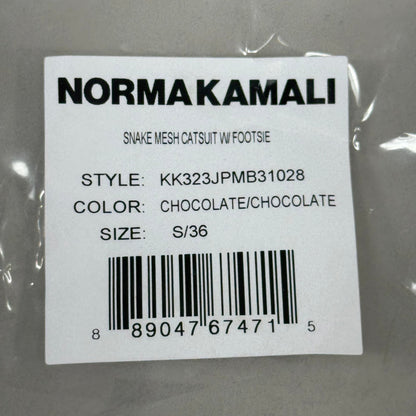 NORMA KAMALI
SNAKE MESH CATSUIT W/ FOOTSIE
STYLE: KK323JPMB31028
COLOR: CHOCOLATE/CHOCOLATE
SIZE: S/36
8 89047 67471 5